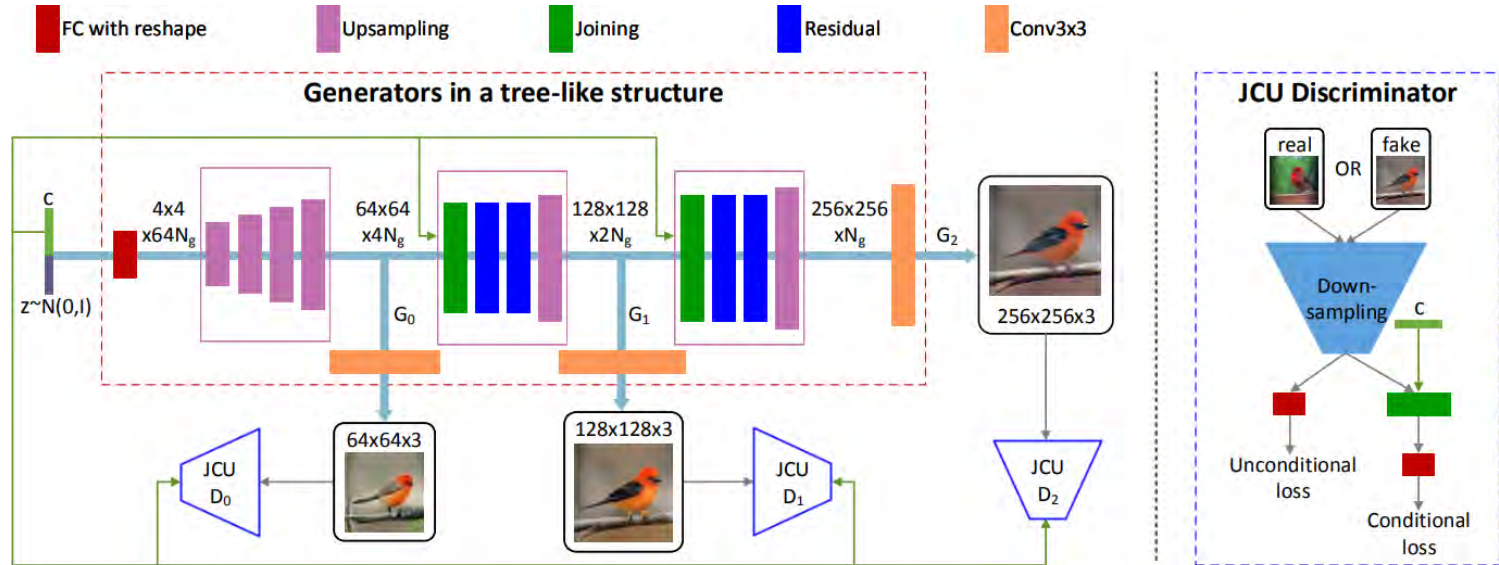 FC with reshape
Upsampling
Joining
Residual
Conv3x3
Generators in a tree-like structure
c
z~N(0,I)
4x4
x64Ng
64x64
x4Ng
128x128
x2Ng
256x256
xNg
G0
G1
G2
256x256x3
64x64x3
128x128x3
JCU
D0
JCU
D1
JCU
D2
JCU Discriminator
real
OR
fake
Down-
sampling
c
Unconditional
loss
Conditional
loss